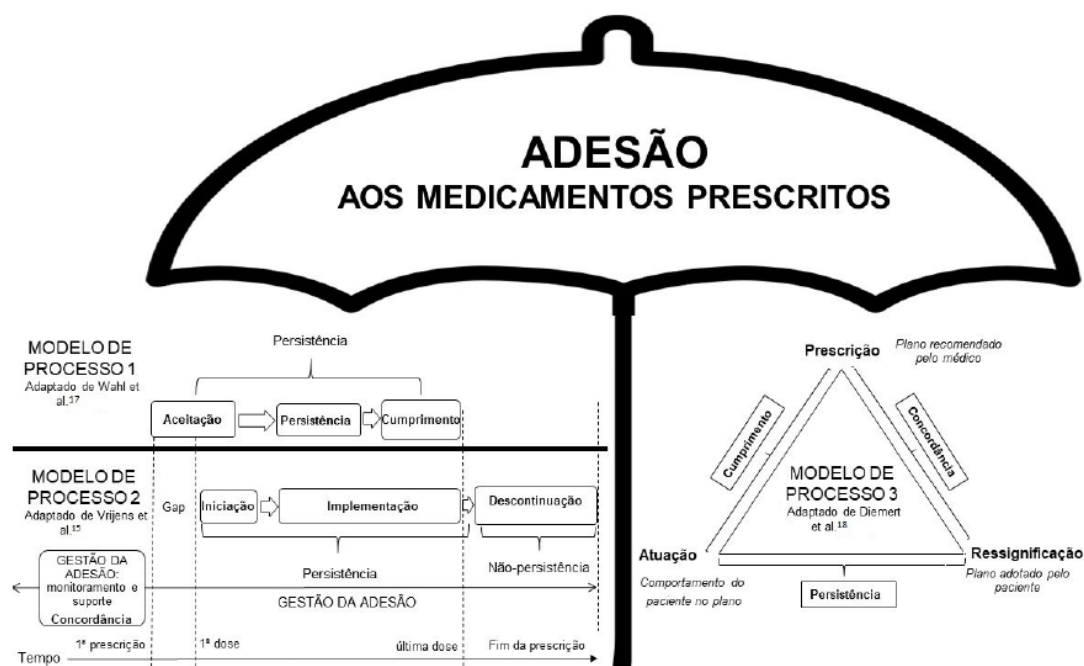 ADESÃO
AOS MEDICAMENTOS PRESCRITOS
MODELO DE
PROCESSO 1
Adaptado de Wahl et
al.17
Persistência
Aceitação
Persistência
Cumprimento
MODELO DE
PROCESSO 2
Adaptado de Vrijens et
al.15
Gap
Iniciação
Implementação
Descontinuação
Persistência
Não-persistência
GESTÃO DA
ADESÃO:
monitoramento e
suporte
Concordância
GESTÃO DA ADESÃO
1ª prescrição
1ª dose
última dose
Fim da prescrição
Tempo
Prescrição
Plano recomendado
pelo médico
Cumprimento
Concordância
MODELO DE
PROCESSO 3
Adaptado de Diemert
et al.18
Atuação
Comportamento do
paciente no plano
Persistência
Ressignificação
Plano adotado pelo
paciente